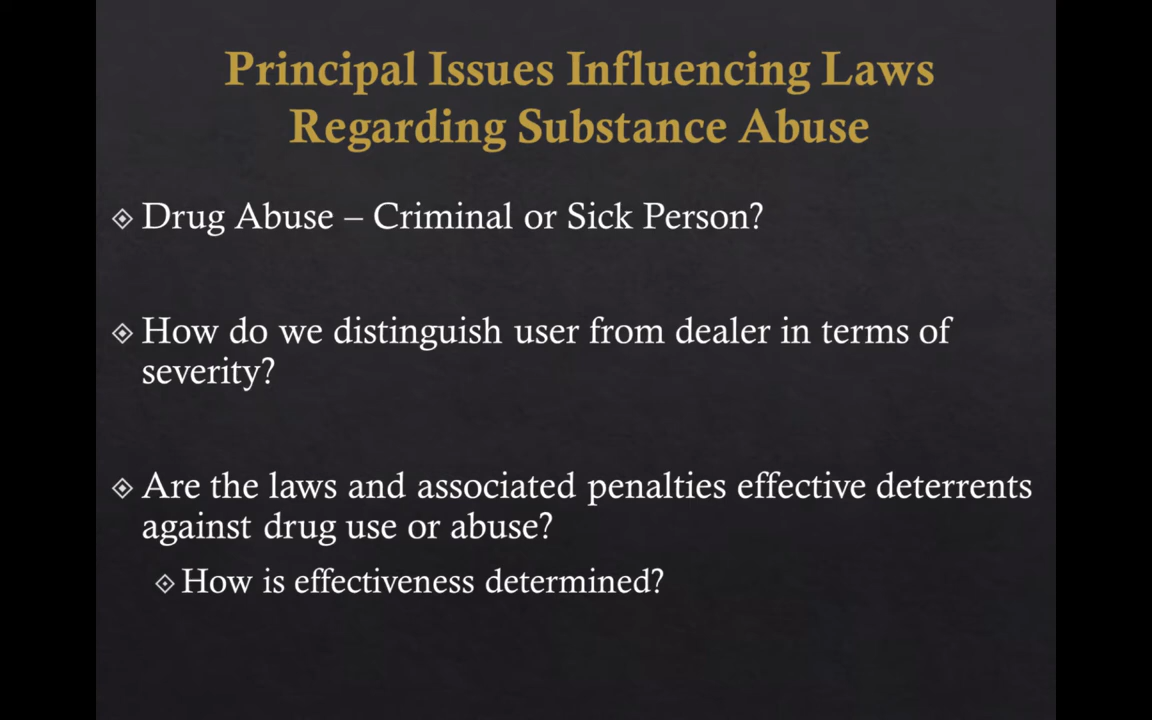 Principal Issues Influencing Laws
Regarding Substance Abuse
Drug Abuse – Criminal or Sick Person?
How do we distinguish user from dealer in terms of
severity?
Are the laws and associated penalties effective deterrents
against drug use or abuse?
How is effectiveness determined?